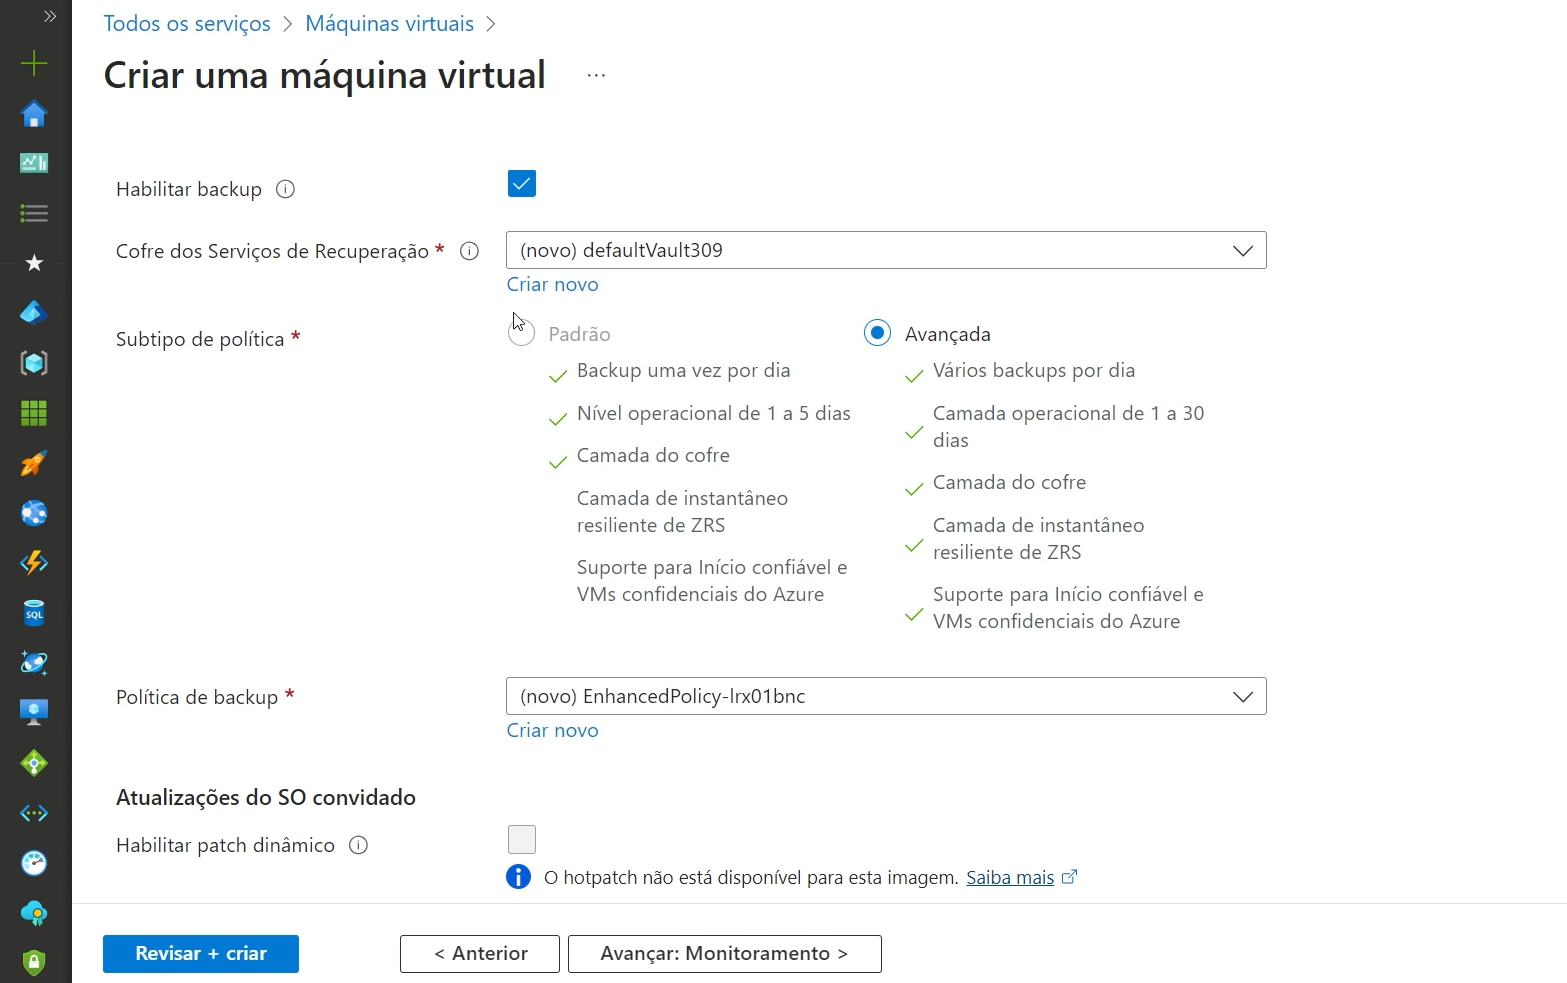 Todos os serviços > Máquinas virtuais >
Criar uma máquina virtual ...
Habilitar backup
Cofre dos Serviços de Recuperação *
(novo) defaultVault309
Criar novo
Subtipo de política *
Padrão
Backup uma vez por dia
Nível operacional de 1 a 5 dias
Camada do cofre
Camada de instantâneo
resiliente de ZRS
Suporte para Início confiável e
VMs confidenciais do Azure
Avançada
Vários backups por dia
Camada operacional de 1 a 30
dias
Camada do cofre
Camada de instantâneo
resiliente de ZRS
Suporte para Início confiável e
VMs confidenciais do Azure
Política de backup *
(novo) EnhancedPolicy-lrx01bnc
Criar novo
Atualizações do SO convidado
Habilitar patch dinâmico
O hotpatch não está disponível para esta imagem. Saiba mais
Revisar + criar
< Anterior
Avançar: Monitoramento >
SQL